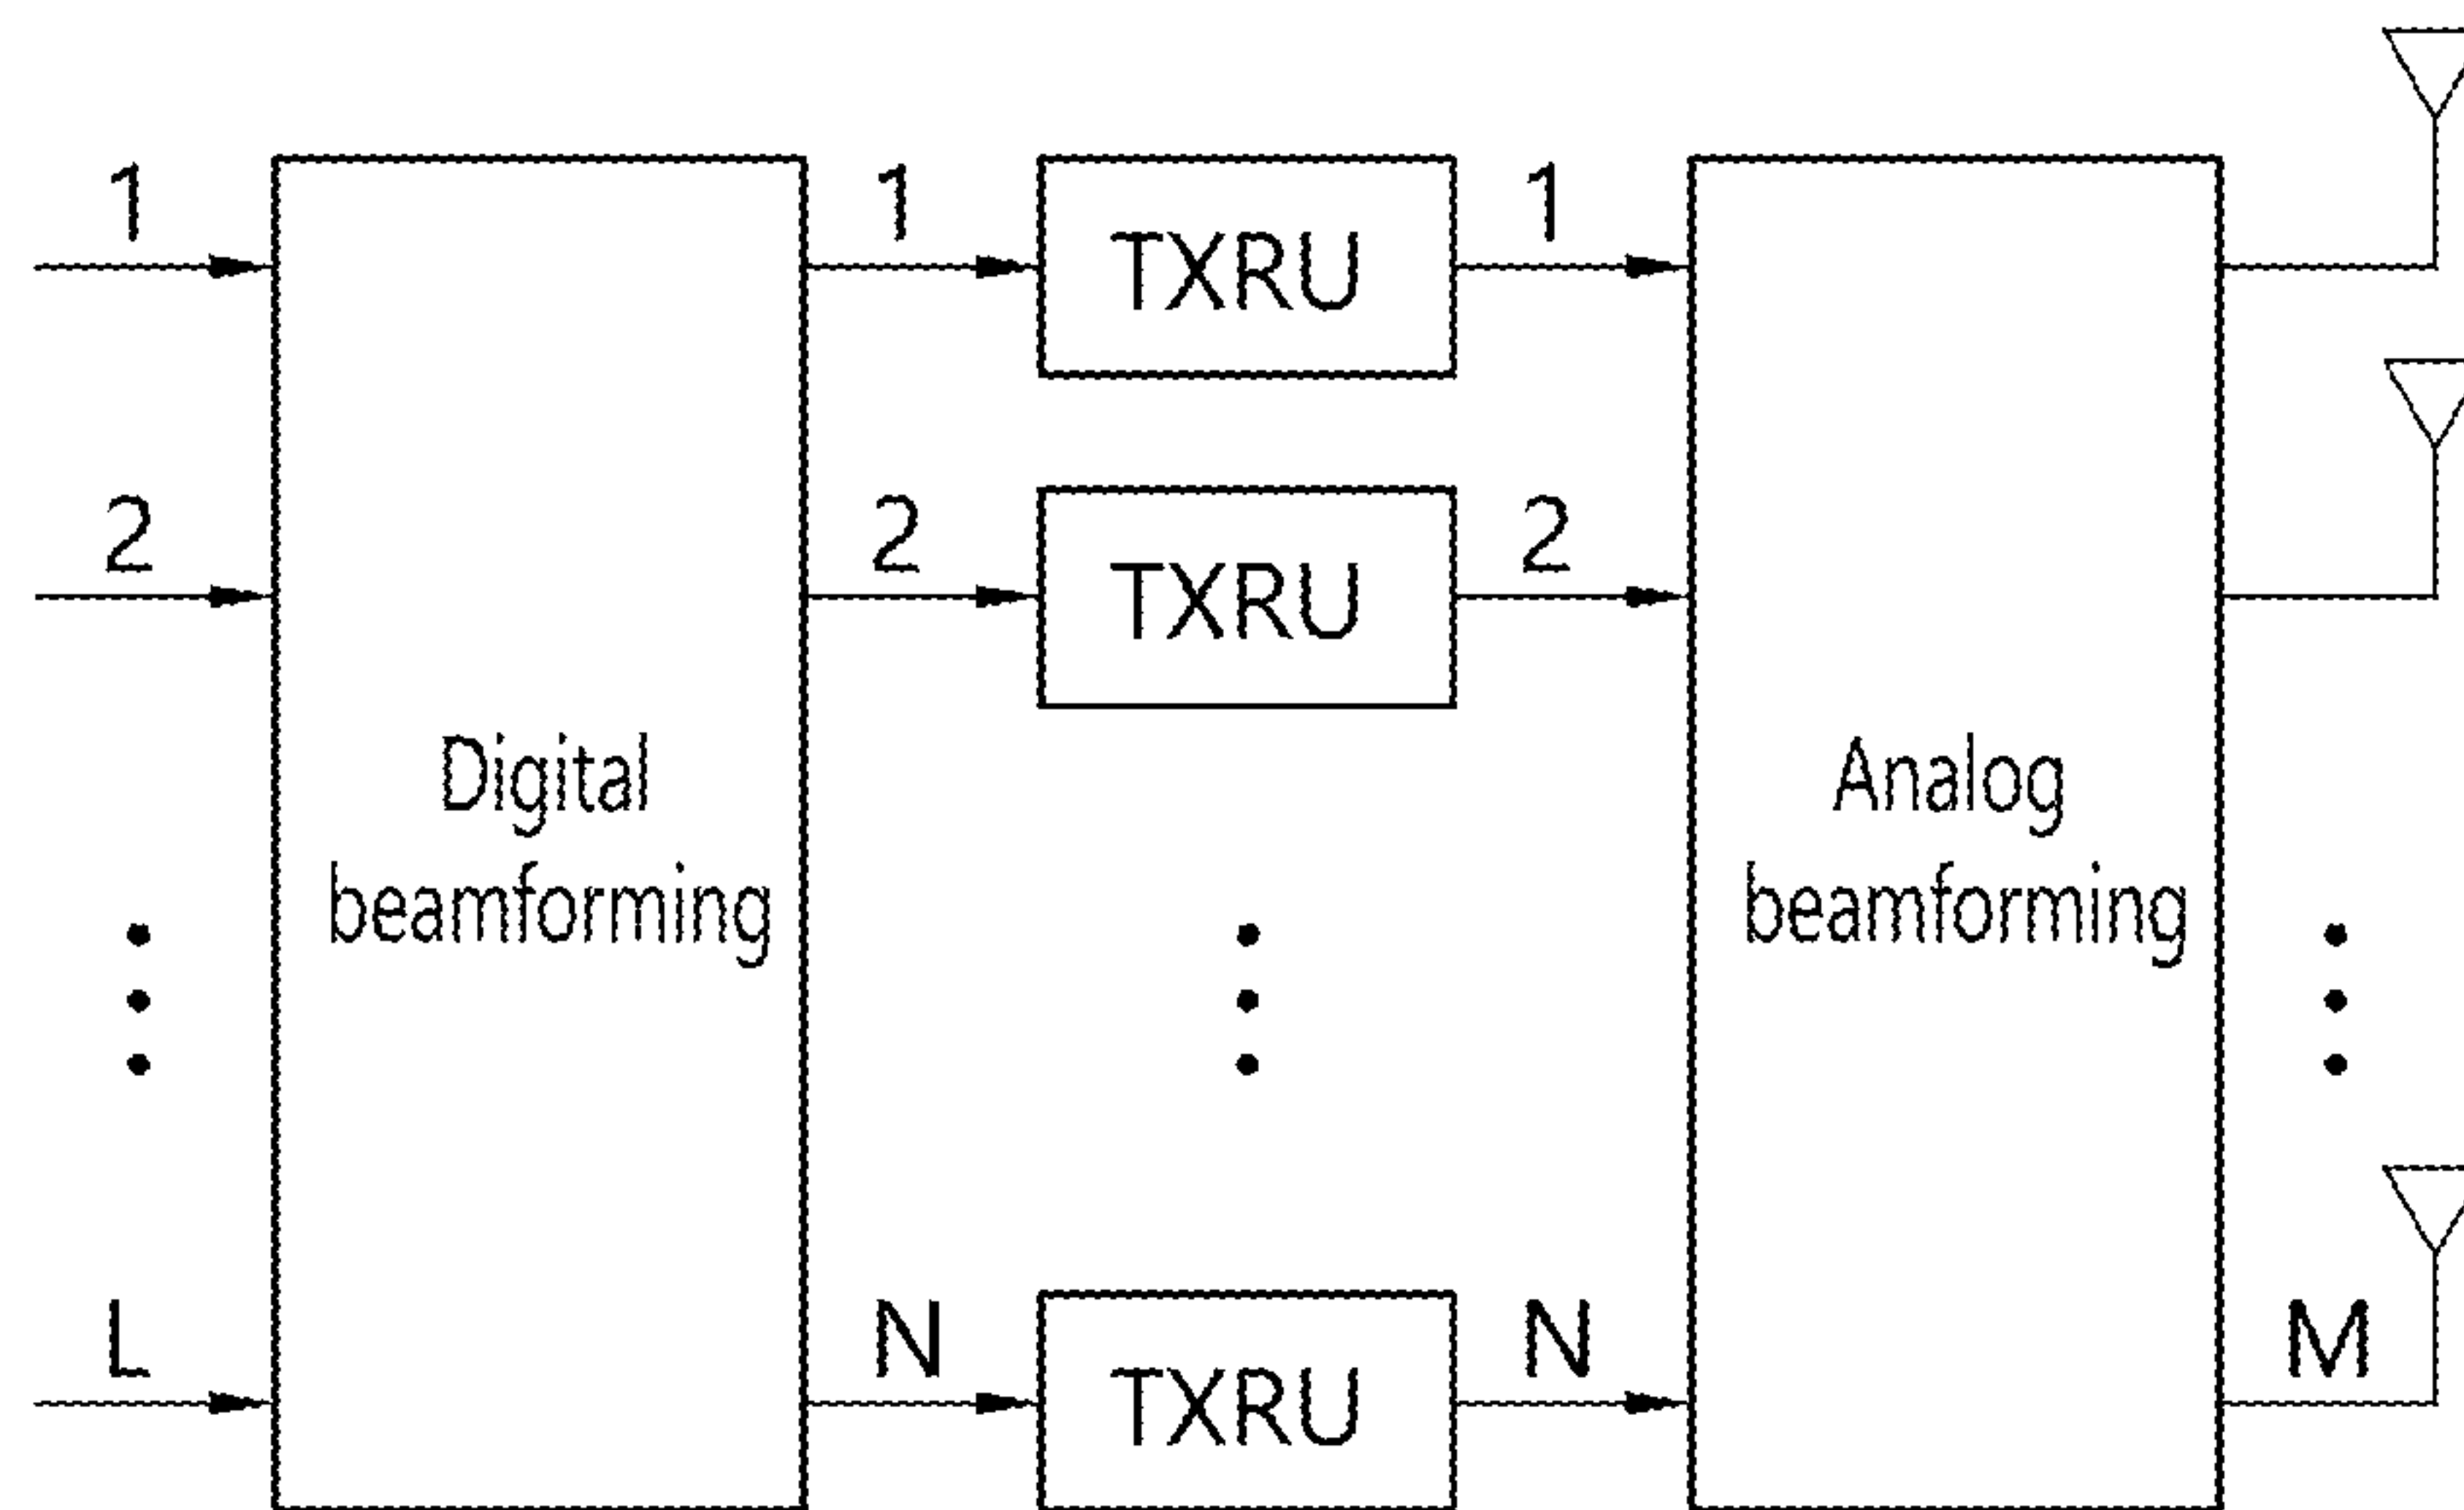 1 1 TXRU 1
2 2 TXRU 2
Digital
beamforming
Analog
beamforming
L N TXRU N M